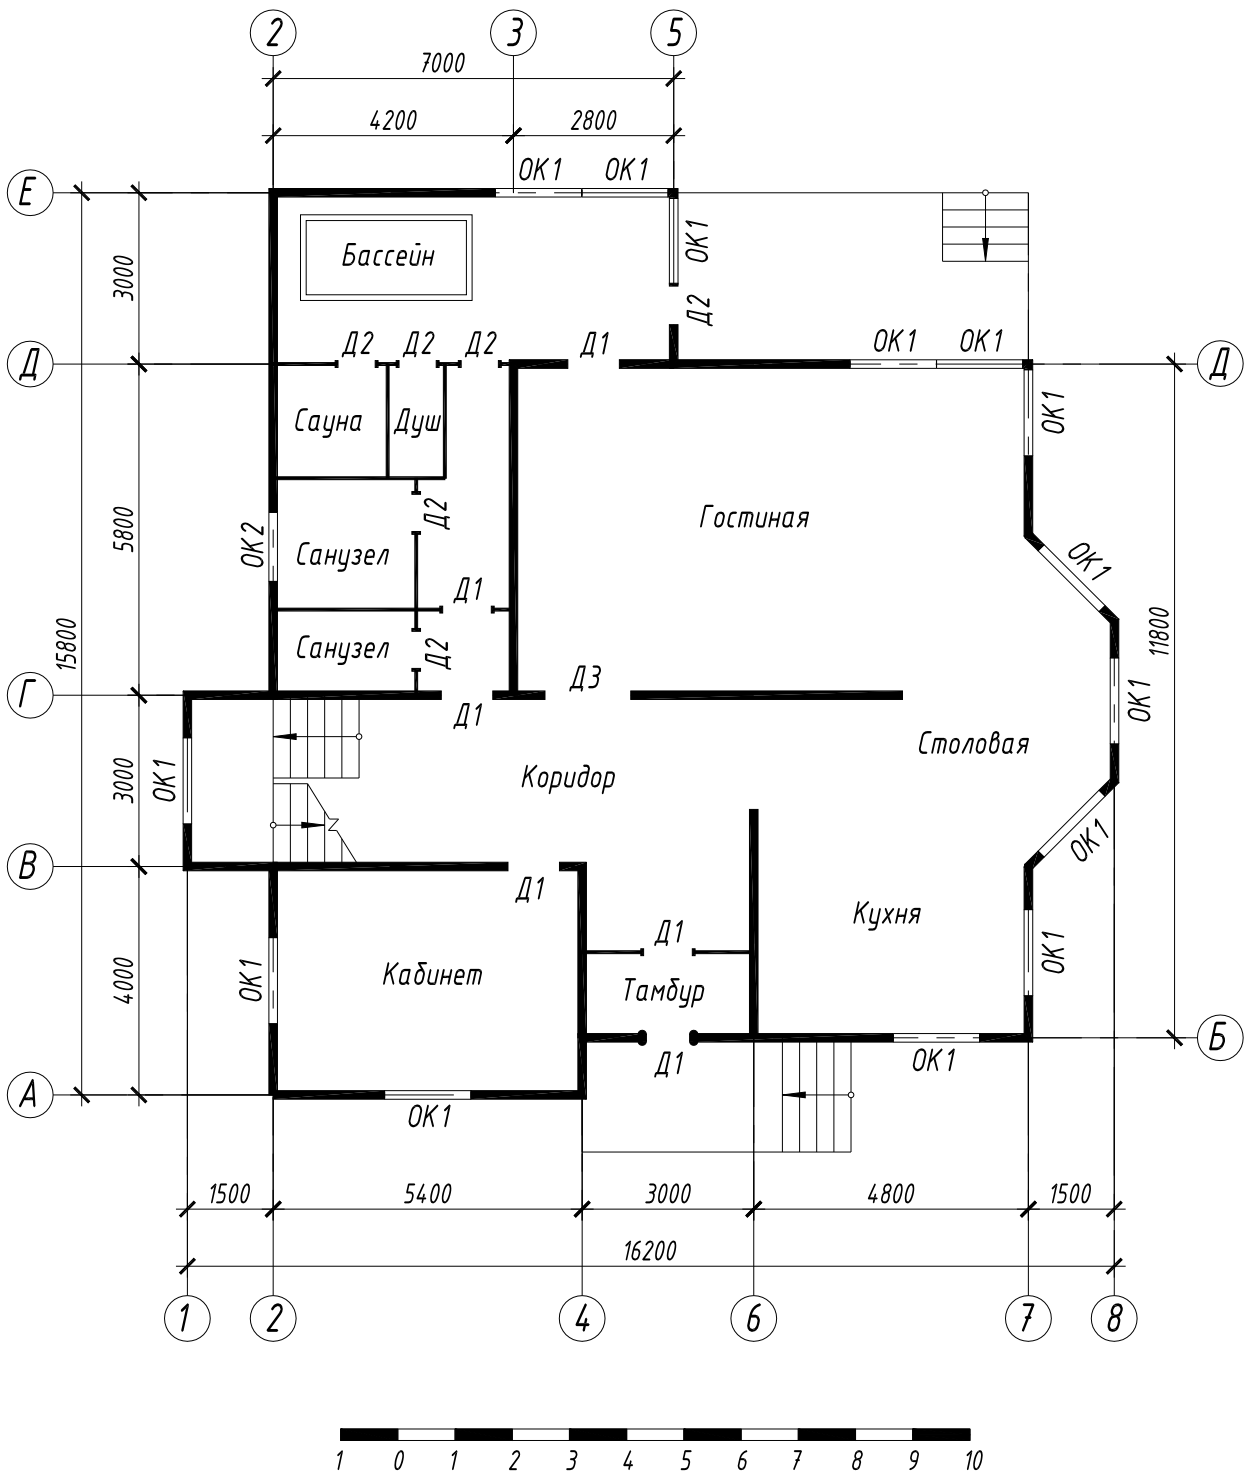 2 3 5
7000
4200 2800
ОК1 ОК1
Е
Бассейн
ОК1
3000
Д2
Д2 Д2 Д2 Д1 ОК1 ОК1
Д Д
Сауна Душ ОК1
Д2
Гостиная
5800 ОК2
Санузел ОК1
Д1
15800 11800
Санузел Д2
Д3
Г
Д1 ОК1
Столовая
3000 ОК1 Коридор
ОК1
В
Д1
Кухня
Д1 ОК1
4000 ОК1 Кабинет Тамбур
Б
Д1 ОК1
А
ОК1
1500 5400 3000 4800 1500
16200
1 2 4 6 7 8
1 0 1 2 3 4 5 6 7 8 9 10